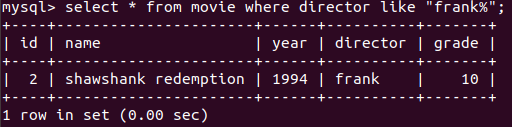 mysql> select * from movie where director like "frank%";
+----+----------------------+------+----------+-------+
| id | name                 | year | director | grade |
+----+----------------------+------+----------+-------+
|  2 | shawshank redemption | 1994 | frank    |    10 |
+----+----------------------+------+----------+-------+
1 row in set (0.00 sec)